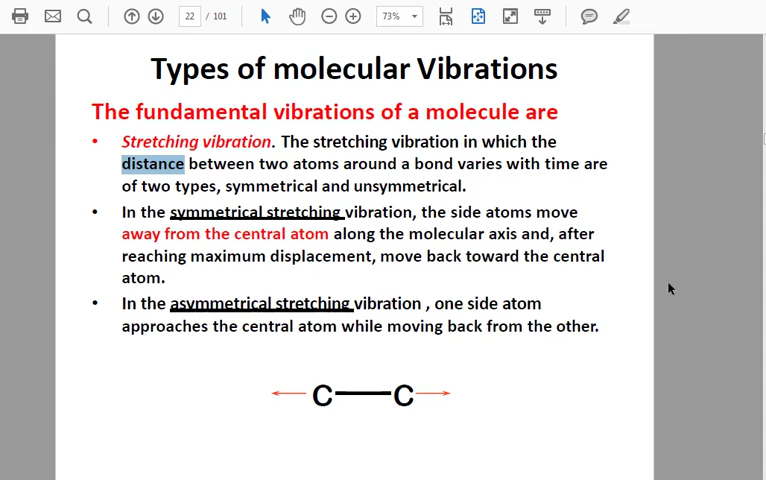 22 / 101
73%
Types of molecular Vibrations
The fundamental vibrations of a molecule are
• Stretching vibration. The stretching vibration in which the
distance between two atoms around a bond varies with time are
of two types, symmetrical and unsymmetrical.
• In the symmetrical stretching vibration, the side atoms move
away from the central atom along the molecular axis and, after
reaching maximum displacement, move back toward the central
atom.
• In the asymmetrical stretching vibration , one side atom
approaches the central atom while moving back from the other.
C C